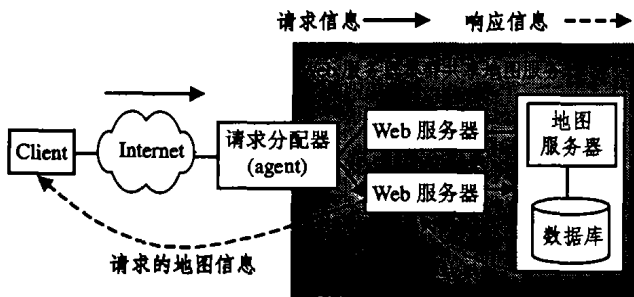 请求信息
响应信息
Client
Internet
请求分配器
(agent)
Web 服务器
Web 服务器
地图
服务器
数据库
请求的地图信息